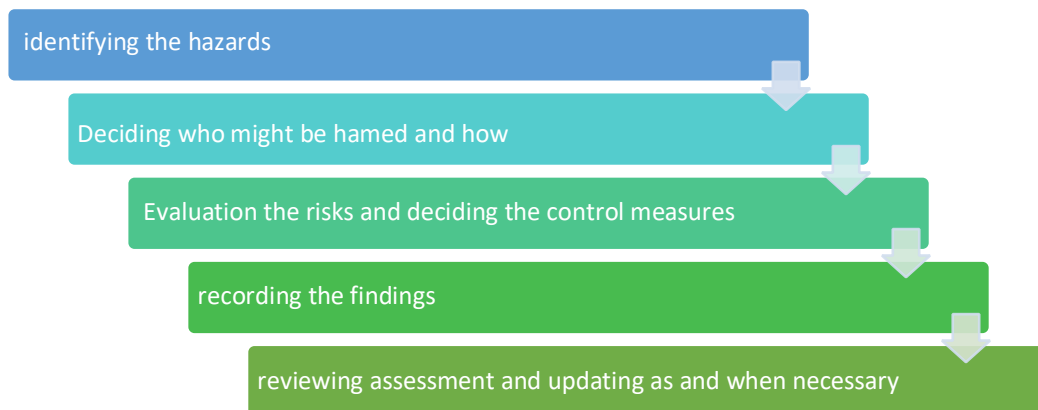 identifying the hazards
Deciding who might be hamed and how
Evaluation the risks and deciding the control measures
recording the findings
reviewing assessment and updating as and when necessary